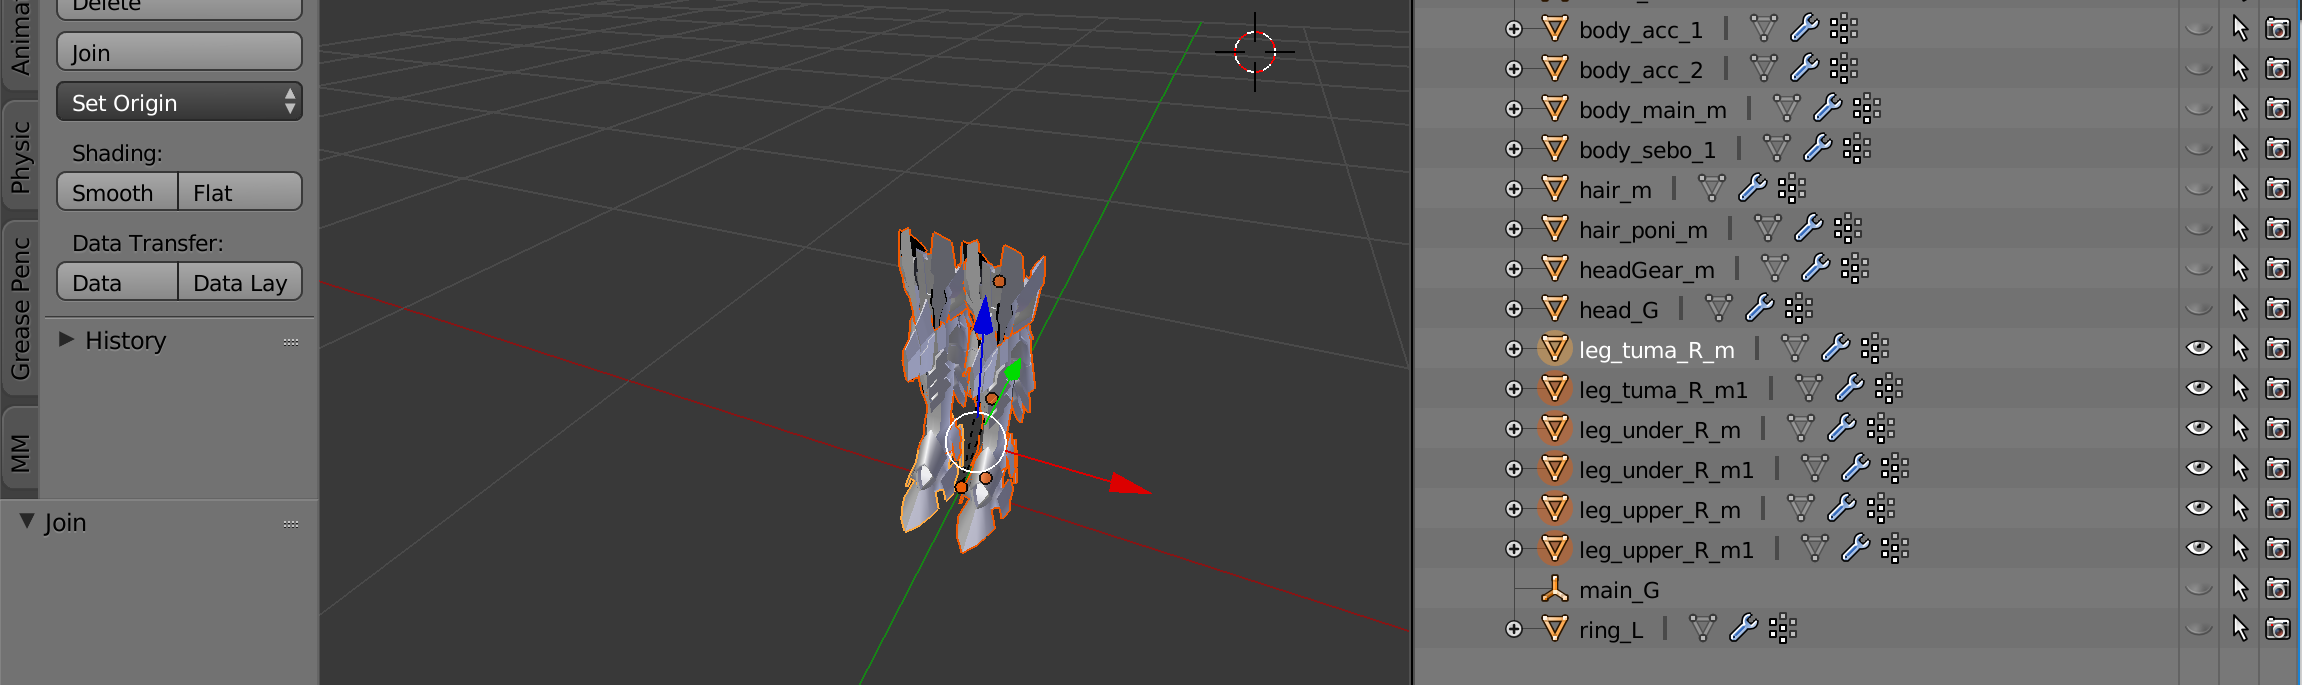 Delete
Join
Set Origin
Shading:
Smooth
Flat
Data Transfer:
Data
Data Lay
History
Join
Animat
Physic
Grease Penc
MM
body_acc_1
body_acc_2
body_main_m
body_sebo_1
hair_m
hair_poni_m
headGear_m
head_G
leg_tuma_R_m
leg_tuma_R_m1
leg_under_R_m
leg_under_R_m1
leg_upper_R_m
leg_upper_R_m1
main_G
ring_L